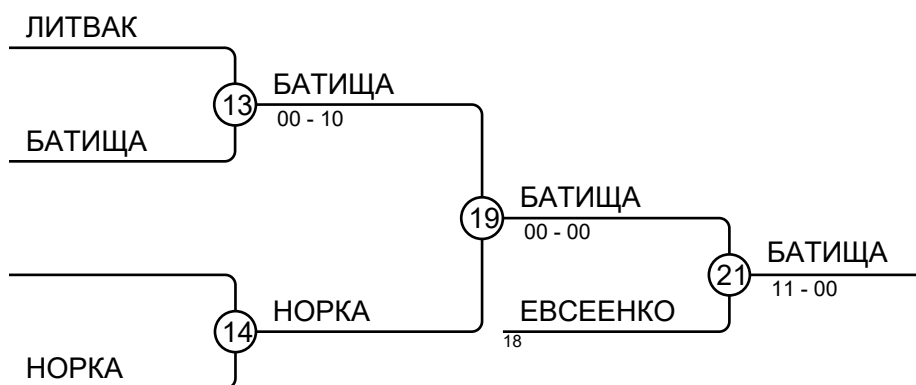 ЛИТВАК
13
БАТИЩА
00 - 10
БАТИЩА
19
БАТИЩА
00 - 00
21
БАТИЩА
11 - 00
14
НОРКА
ЕВСЕЕНКО
18
НОРКА